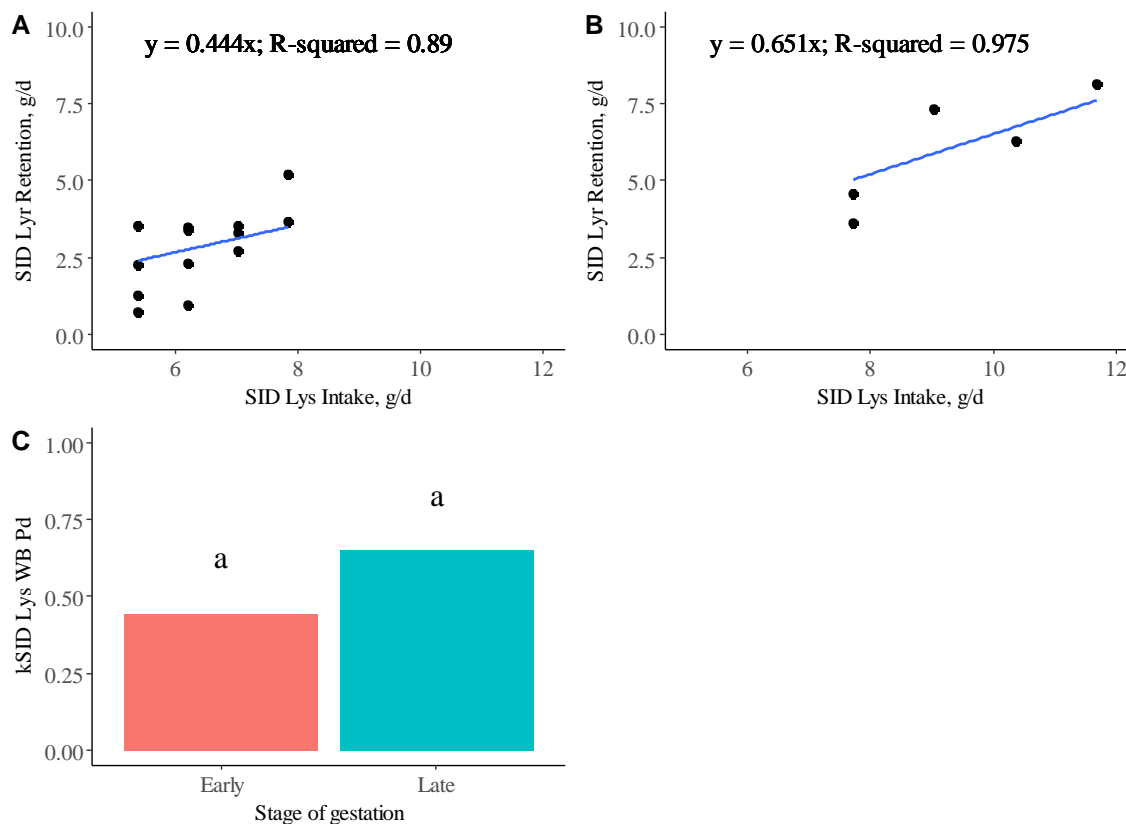 A
y = 0.444x; R-squared = 0.89
SID Lyr Retention, g/d
10.0
7.5
5.0
2.5
0.0
6 8 10 12
SID Lys Intake, g/d
B
y = 0.651x; R-squared = 0.975
SID Lyr Retention, g/d
10.0
7.5
5.0
2.5
0.0
6 8 10 12
SID Lys Intake, g/d
C
kSID Lys WB Pd
1.00
0.75
0.50
0.25
0.00
a
a
Early Late
Stage of gestation